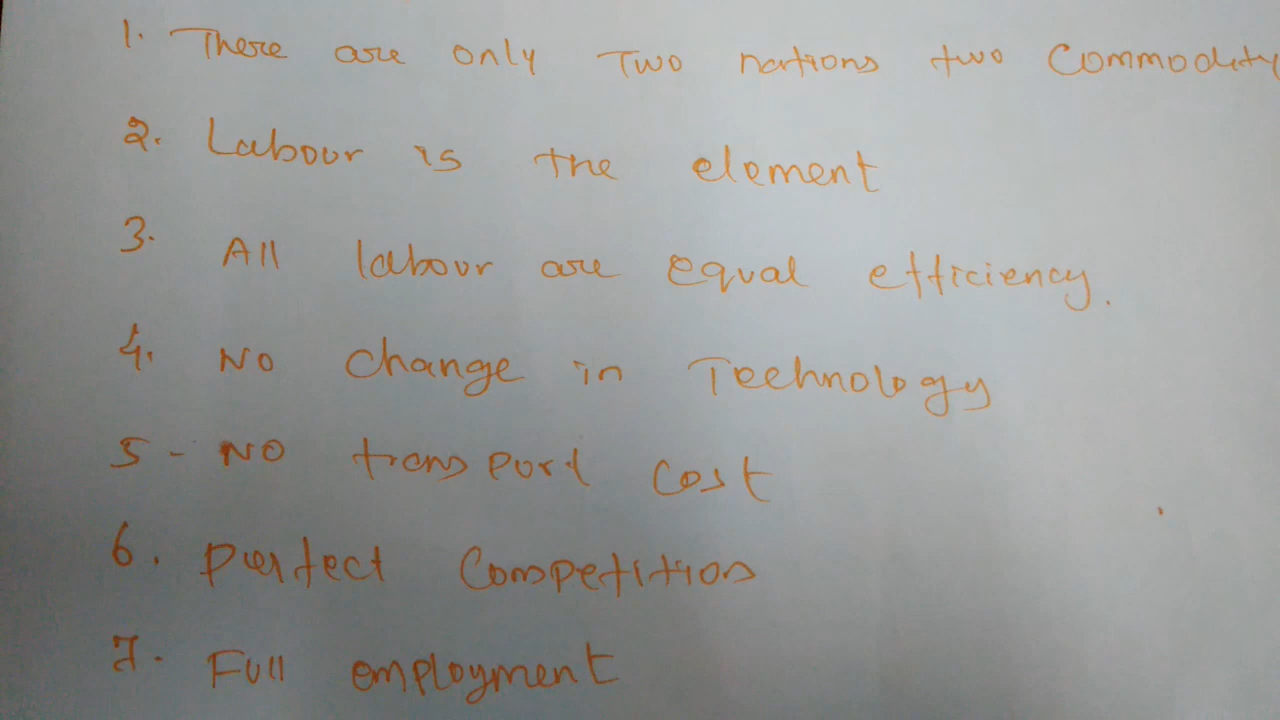 1. There are only Two nations two Commodity
2. Labour is the element
3. All labour are equal efficiency.
4. No change in Technology
5 - No transport cost
6. Perfect Competition
7. Full employment